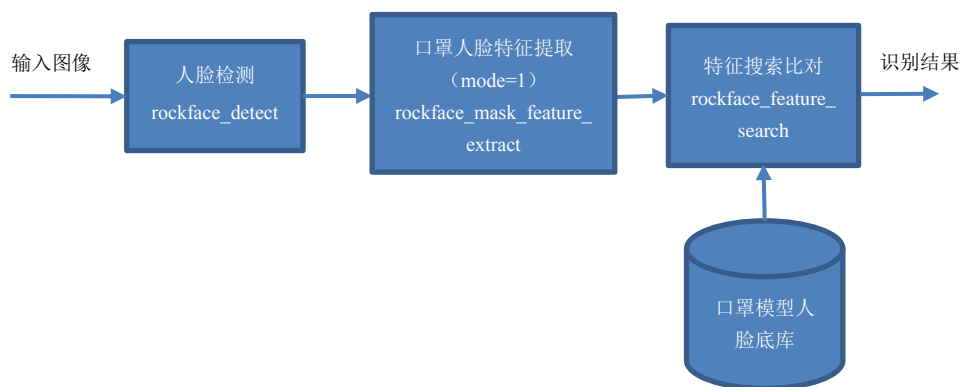 输入图像
人脸检测
rockface_detect
口罩人脸特征提取
（mode=1）
rockface_mask_feature_
extract
特征搜索比对
rockface_feature_
search
识别结果
口罩模型人
脸底库